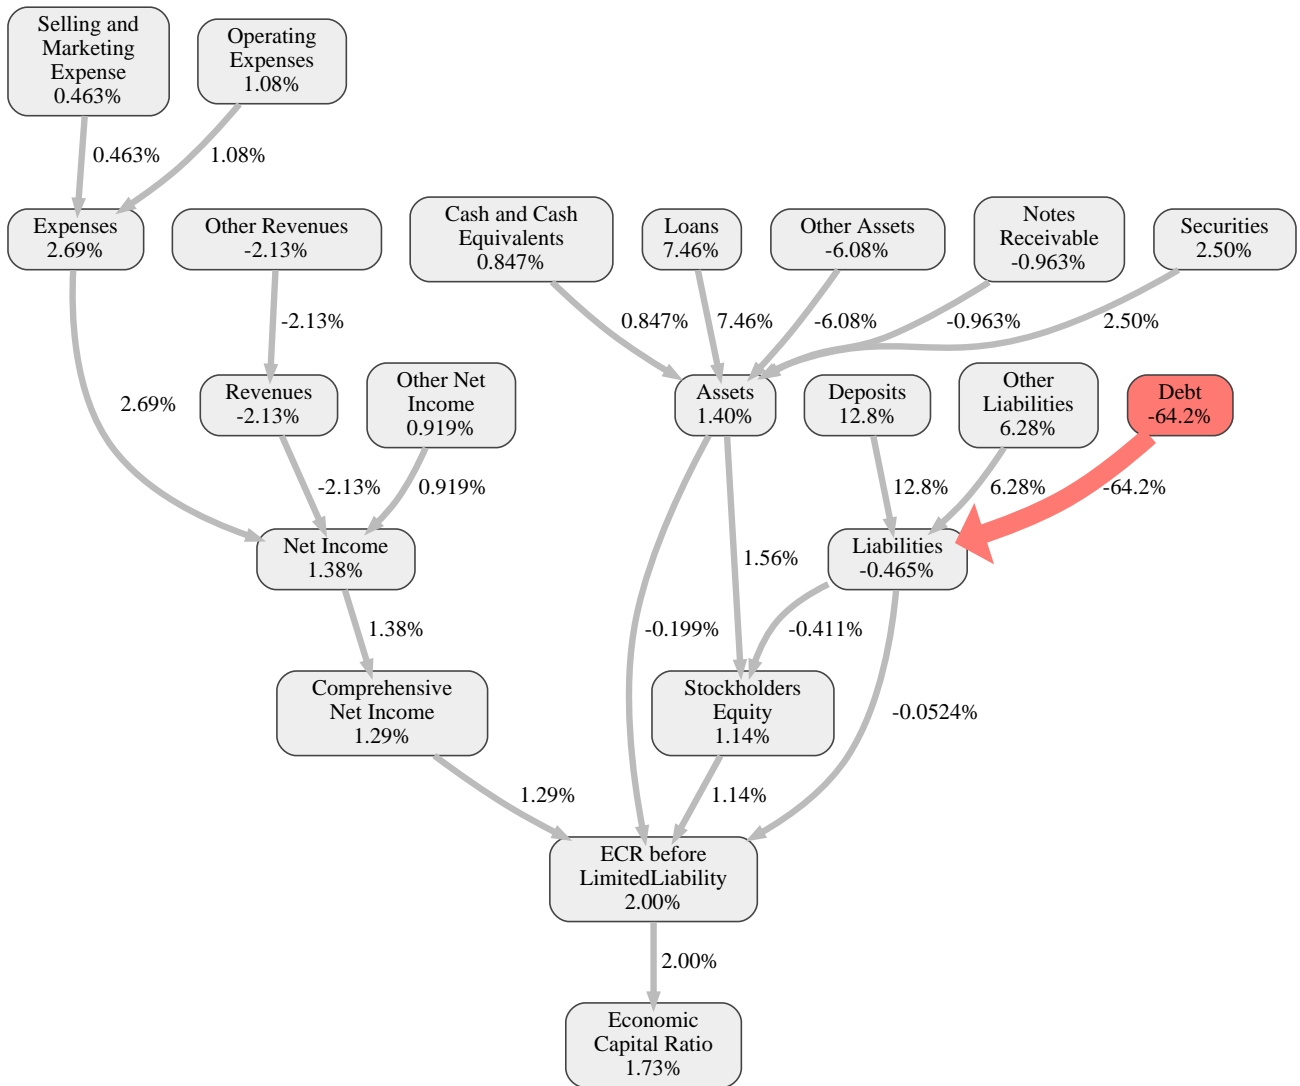 Selling and
Marketing
Expense
0.463%
Operating
Expenses
1.08%
0.463%
1.08%
Expenses
2.69%
Other Revenues
-2.13%
Cash and Cash
Equivalents
0.847%
Loans
7.46%
Other Assets
-6.08%
Notes
Receivable
-0.963%
Securities
2.50%
-2.13%
0.847%
7.46%
-6.08%
-0.963%
2.50%
2.69%
Revenues
-2.13%
Other Net
Income
0.919%
Assets
1.40%
Deposits
12.8%
Other
Liabilities
6.28%
Debt
-64.2%
-2.13%
0.919%
12.8%
6.28%
-64.2%
Net Income
1.38%
1.56%
Liabilities
-0.465%
1.38%
-0.199%
-0.411%
Comprehensive
Net Income
1.29%
Stockholders
Equity
1.14%
-0.0524%
1.29%
1.14%
ECR before
LimitedLiability
2.00%
2.00%
Economic
Capital Ratio
1.73%